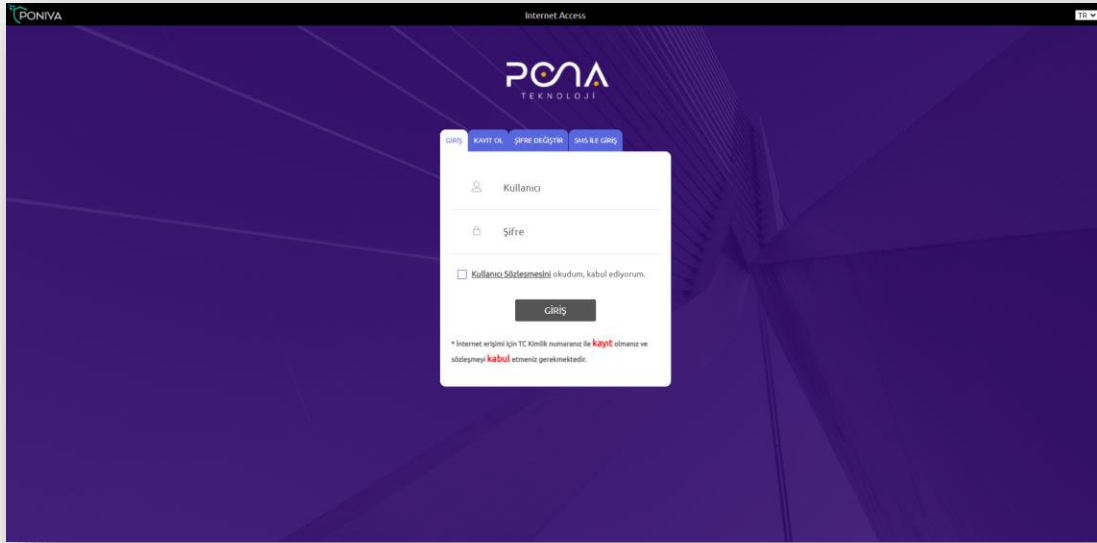 PONIVA
Internet Access
TR
PONA
TEKNOLOJİ
GİRİŞ KAYIT OL ŞİFRE DEĞİŞTİR SMS İLE GİRİŞ
Kullanıcı
Şifre
Kullanıcı Sözleşmesini okudum, kabul ediyorum.
GİRİŞ
* İnternet erişimi için TC Kimlik numaranız ile kayıt olmanız ve
sözleşmeyi kabul etmeniz gerekmektedir.